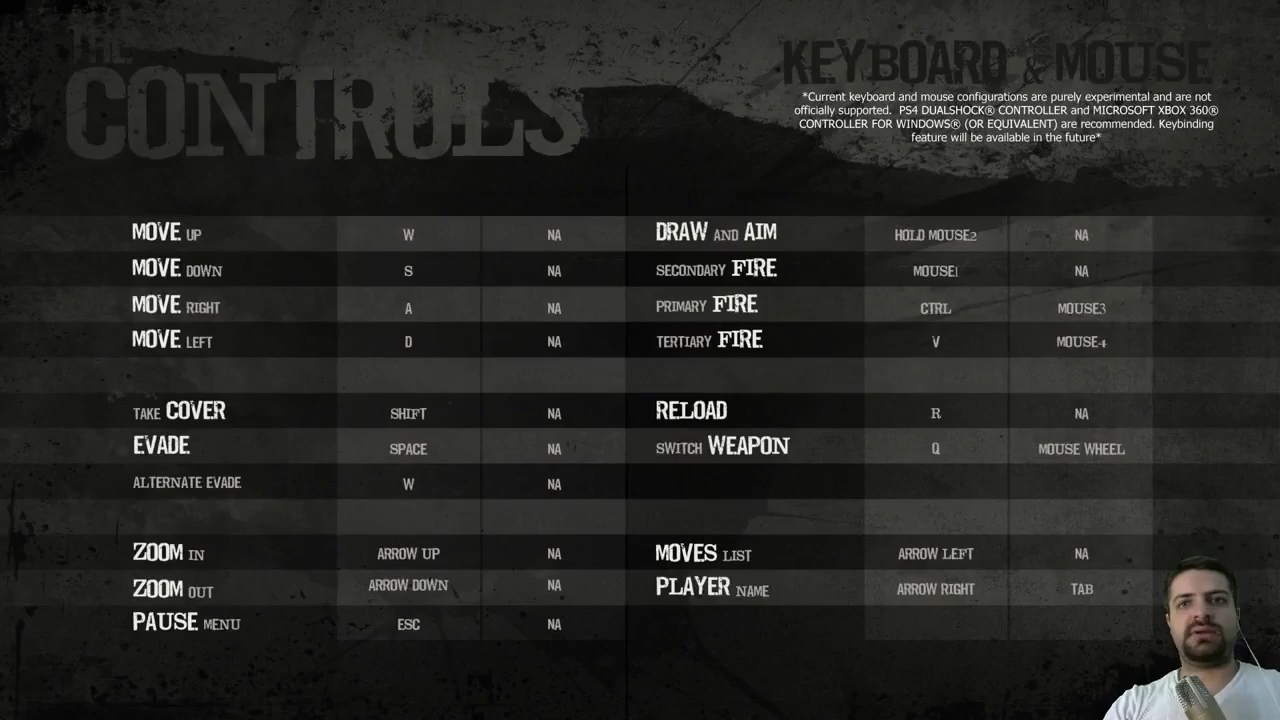 THE
CONTROLS
KEYBOARD & MOUSE
*Current keyboard and mouse configurations are purely experimental and are not
officially supported. PS4 DUALSHOCK® CONTROLLER and MICROSOFT XBOX 360®
CONTROLLER FOR WINDOWS® (OR EQUIVALENT) are recommended. Keybinding
feature will be available in the future*
MOVE UP W NA
MOVE DOWN S NA
MOVE RIGHT A NA
MOVE LEFT D NA
TAKE COVER SHIFT NA
EVADE SPACE NA
ALTERNATE EVADE W NA
ZOOM IN ARROW UP NA
ZOOM OUT ARROW DOWN NA
PAUSE MENU ESC NA
DRAW AND AIM HOLD MOUSE2 NA
SECONDARY FIRE MOUSE1 NA
PRIMARY FIRE CTRL MOUSE3
TERTIARY FIRE V MOUSE4
RELOAD R NA
SWITCH WEAPON Q MOUSE WHEEL
MOVES LIST ARROW LEFT NA
PLAYER NAME ARROW RIGHT TAB